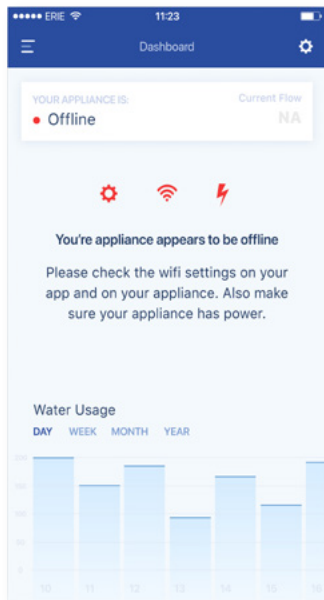 ERIE 11:23
Dashboard
YOUR APPLIANCE IS: Current Flow
Offline NA
You're appliance appears to be offline
Please check the wifi settings on your
app and on your appliance. Also make
sure your appliance has power.
Water Usage
DAY WEEK MONTH YEAR
0
10 11 12 13 14 15 16